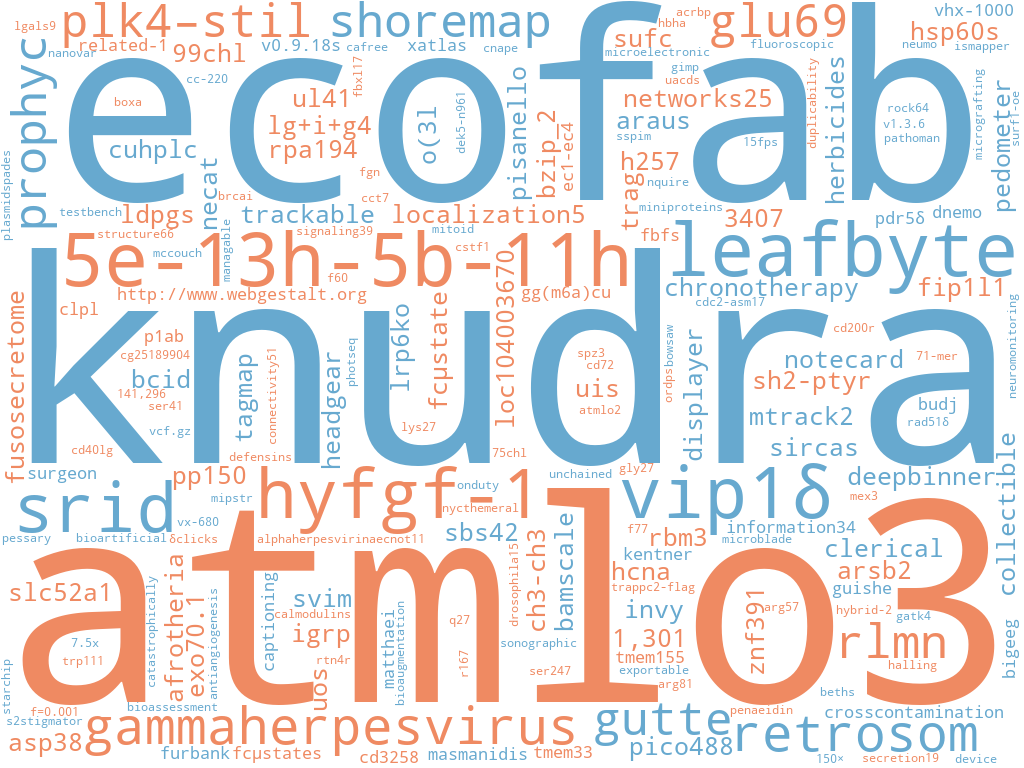 lgals9
plk4–stil
shoremap
acrbp
hbha
glu69
vhx-1000
hsp60s
nanovar
related-1
99chl
v0.9.18s
cafree
xatlas
cnape
sufc
microelectronic
fluoroscopic
neumo
ismapper
ecofab
prophyc
cc-220
fbxl17
gimp
uacds
duplicability
boxa
ul41
lg+i+g4
rpa194
o(3l
dek5-n961
pisanello
bzip_2
ec1-ec4
networks25
araus
sspim
15fps
herbicides
rock64
v1.3.6
pathoman
micrografting
pedometer
surf1-oe
cuhplc
plasmidspades
necat
brcai
fgn
cct7
h257
nquire
miniproteins
trag
testbench
ldpgs
trackable
localization5
3407
pdr5δ
dnemo
structure66
managable
signaling39
mitoid
fbfs
mccouch
cstf1
5e-13h-5b-11h
leafbyte
f60
http://www.webgestalt.org
gg(m6a)cu
chronotherapy
cdc2-asm17
fip1l1
fusosecretome
clpl
knudra
loc104003670
lrp6ko
fcµstate
p1ab
cg25189904
bcid
141,296
ser41
vcf.gz
tagmap
connectivity51
headgear
photseq
spz3
cd72
uis
atmlo2
ordps
bowsaw
displayer
cd200r
notecard
71-mer
sh2-ptyr
mtrack2
budj
rad51δ
sircas
neuromonitoring
cd40lg
defensins
lys27
75chl
surgeon
pp150
mipstr
onduty
unchained
gly27
deepbinner
mex3
collectible
srid
hyfgf-1
vip1δ
nycthemeral
vx-680
pessary
bioartificial
δclicks
alphaherpesvirinaecnot11
sbs42
f77
rbm3
information34
microblade
clerical
atmlo3
drosophila15
ch3-ch3
bamscale
kentner
hcna
trappc2-flag
arsb2
guishe
slc52a1
catastrophically
afrotheria
exo70.1
antiangiogenesis
captioning
svim
calmodulins
igrp
matthaei
bioaugmentation
q27
invy
znf391
arg57
hybrid-2
gatk4
7.5x
trp111
sonographic
1,301
rlmn
bigeeg
rtn4r
uos
r167
ser247
tmem155
exportable
arg81
halling
starchip
beths
f=0.001
bioassessment
penaeidin
crosscontamination
s2stigmator
gammaherpesvirus
gutte
retrosom
asp38
furbank
fcµstates
cd3258
masmanidis
tmem33
pico488
150×
secretion19
device